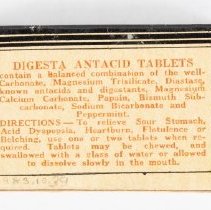 DIGESTA ANTACID TABLETS
contain a balanced combination of the well-
known antacids and digestants, Magnesium
Carbonate, Magnesium Trisilicate, Diastase,
Calcium Carbonate, Papain, Bismuth Sub-
carbonate, Sodium Bicarbonate and
Peppermint.
DIRECTIONS — To relieve Sour Stomach,
Acid Dyspepsia, Heartburn, Flatulence or
Belching, use one or two tablets when re-
quired. Tablets may be chewed, and
swallowed with a glass of water or allowed
to dissolve slowly in the mouth.